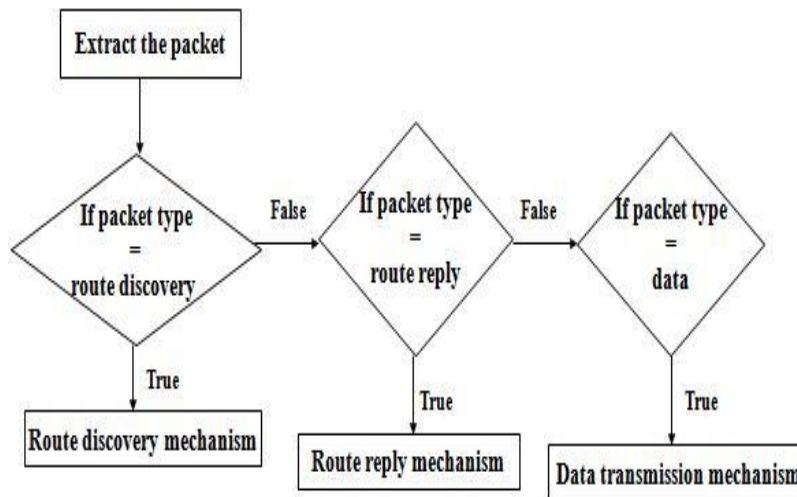 Extract the packet
If packet type
=
route discovery
False
If packet type
=
route reply
False
If packet type
=
data
True
True
True
Route discovery mechanism
Route reply mechanism
Data transmission mechanism